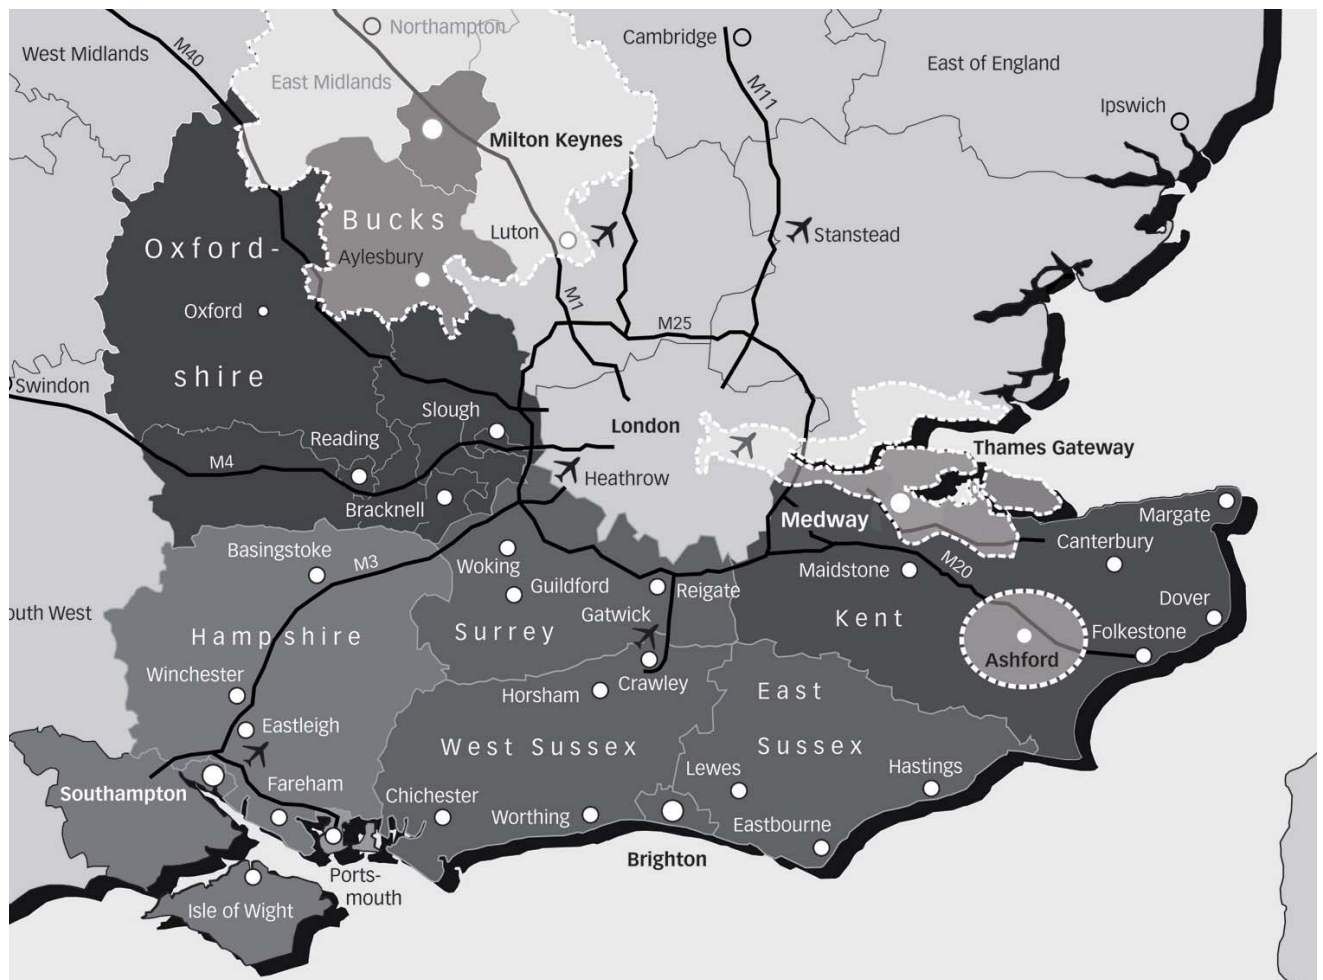 Northampton
Cambridge
West Midlands
M40
East of England
East Midlands
M11
Ipswich
Milton Keynes
Bucks
Luton
Stanstead
Oxford-
Aylesbury
Oxford
M1
M25
shire
Swindon
Slough
London
Reading
Thames Gateway
M4
Heathrow
Bracknell
Medway
Margate
Basingstoke
M3
Woking
Canterbury
Maidstone
M20
Guildford
Reigate
Dover
outh West
Gatwick
Kent
Hampshire
Surrey
Folkestone
Ashford
Winchester
Crawley
Horsham
East
Eastleigh
West Sussex
Sussex
Lewes
Hastings
Fareham
Southampton
Chichester
Worthing
Eastbourne
Brighton
Ports-
mouth
Isle of Wight